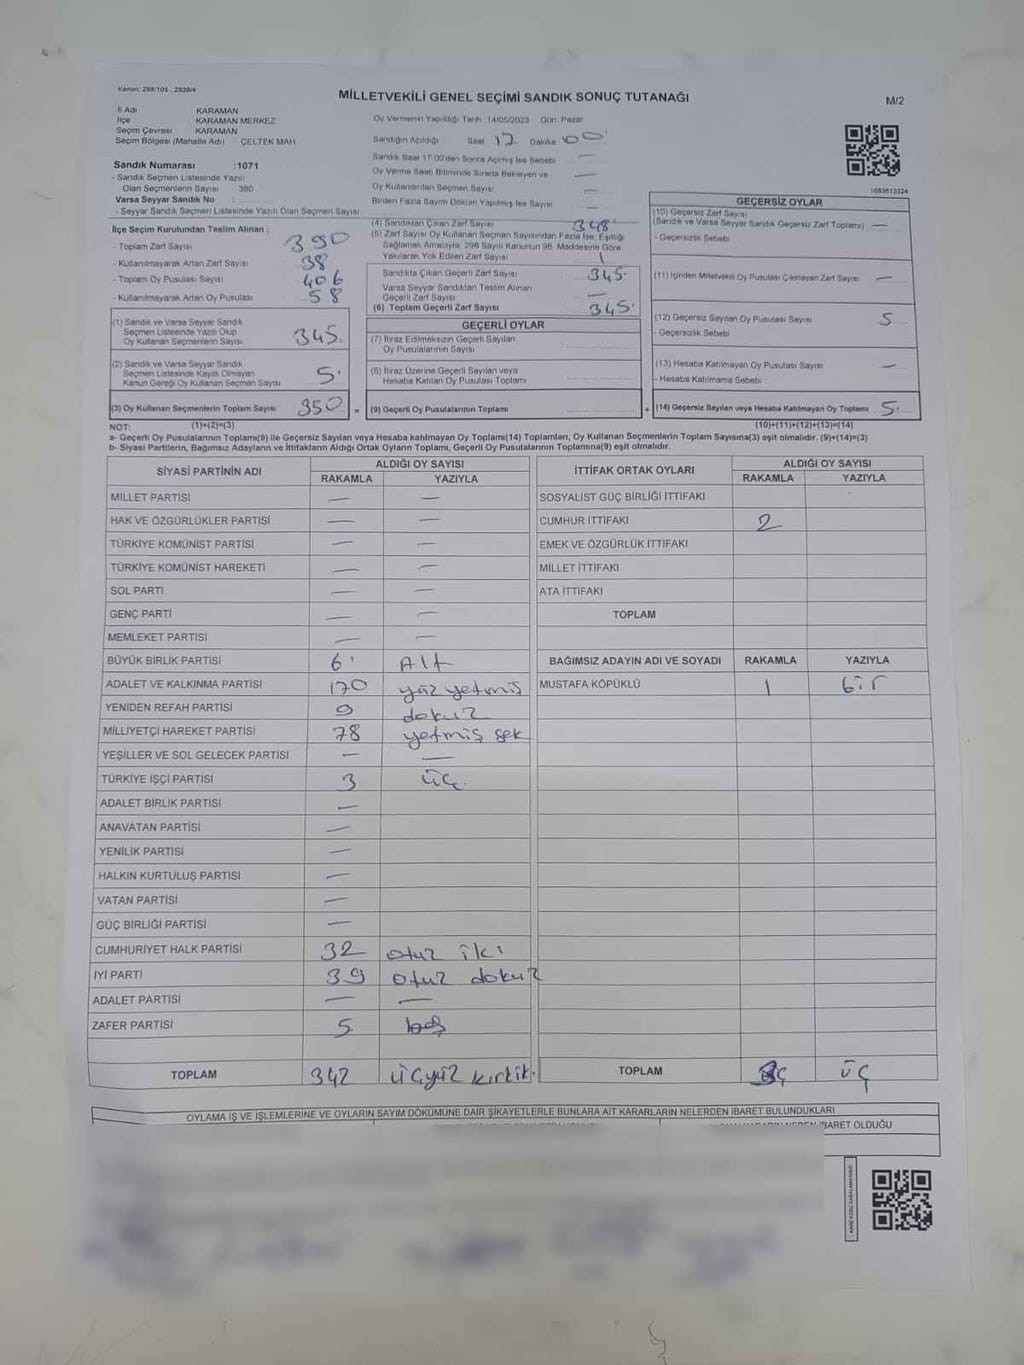 Kanun: 298/105 , 2839/4
MİLLETVEKİLİ GENEL SEÇİMİ SANDIK SONUÇ TUTANAĞI
M/2
İl Adı KARAMAN
İlçe KARAMAN MERKEZ
Seçim Çevresi KARAMAN
Seçim Bölgesi (Mahalle Adı) ÇELTEK MAH.
Oy Vermenin Yapıldığı Tarih :14/05/2023 Gün: Pazar
Sandığın Açıldığı Saat 17 Dakika 00
Sandık Saat 17:00'den Sonra Açılmış İse Sebebi —
Oy Verme Saati Bitiminde Sırada Bekleyen ve
Oy Kullandırılan Seçmen Sayısı —
Birden Fazla Sayım Döküm Yapılmış İse Sayısı —
Sandık Numarası :1071
- Sandık Seçmen Listesinde Yazılı
Olan Seçmenlerin Sayısı : 380
Varsa Seyyar Sandık No :
- Seyyar Sandık Seçmen Listesinde Yazılı Olan Seçmen Sayısı:
1083613324
İlçe Seçim Kurulundan Teslim Alınan ;
- Toplam Zarf Sayısı 390
- Kullanılmayarak Artan Zarf Sayısı 38
- Toplam Oy Pusulası Sayısı 406
- Kullanılmayarak Artan Oy Pusulası 58
(1) Sandık ve Varsa Seyyar Sandık
Seçmen Listesinde Yazılı Olup
Oy Kullanan Seçmenlerin Sayısı 345
(2) Sandık ve Varsa Seyyar Sandık
Seçmen Listesinde Kayıtlı Olmayan
Kanun Gereği Oy Kullanan Seçmen Sayısı 5
(3) Oy Kullanan Seçmenlerin Toplam Sayısı 350 =
(4) Sandıktan Çıkan Zarf Sayısı 348
(5) Zarf Sayısı Oy Kullanan Seçmen Sayısından Fazla İse, Eşitliği
Sağlamak Amacıyla, 298 Sayılı Kanunun 98. Maddesine Göre
Yakılarak Yok Edilen Zarf Sayısı
Sandıkta Çıkan Geçerli Zarf Sayısı 345
Varsa Seyyar Sandıktan Teslim Alınan
Geçerli Zarf Sayısı —
(6) Toplam Geçerli Zarf Sayısı 345
GEÇERLİ OYLAR
(7) İtiraz Edilmeksizin Geçerli Sayılan
Oy Pusulalarının Sayısı
(8) İtiraz Üzerine Geçerli Sayılan veya
Hesaba Katılan Oy Pusulaları Toplamı
(9) Geçerli Oy Pusulalarının Toplamı +
GEÇERSİZ OYLAR
(10) Geçersiz Zarf Sayısı
(Sandık ve Varsa Seyyar Sandık Geçersiz Zarf Toplamı) —
- Geçersizlik Sebebi
(11) İçinden Milletvekili Oy Pusulası Çıkmayan Zarf Sayısı —
(12) Geçersiz Sayılan Oy Pusulası Sayısı 5
- Geçersizlik Sebebi
(13) Hesaba Katılmayan Oy Pusulası Sayısı —
- Hesaba Katılmama Sebebi
(14) Geçersiz Sayılan veya Hesaba Katılmayan Oy Toplamı 5
NOT: (1)+(2)=(3) (10)+(11)+(12)+(13)=(14)
a- Geçerli Oy Pusulalarının Toplamı(9) ile Geçersiz Sayılan veya Hesaba katılmayan Oy Toplamı(14) Toplamları, Oy Kullanan Seçmenlerin Toplam Sayısına(3) eşit olmalıdır. (9)+(14)=(3)
b- Siyasi Partilerin, Bağımsız Adayların ve İttifakların Aldığı Ortak Oyların Toplamı, Geçerli Oy Pusulalarının Toplamına(9) eşit olmalıdır.
SİYASİ PARTİNİN ADI ALDIĞI OY SAYISI
RAKAMLA YAZIYLA
MİLLET PARTİSİ — —
HAK VE ÖZGÜRLÜKLER PARTİSİ — —
TÜRKİYE KOMÜNİST PARTİSİ — —
TÜRKİYE KOMÜNİST HAREKETİ — —
SOL PARTİ — —
GENÇ PARTİ — —
MEMLEKET PARTİSİ — —
BÜYÜK BİRLİK PARTİSİ 6 Altı
ADALET VE KALKINMA PARTİSİ 170 yüz yetmiş
YENİDEN REFAH PARTİSİ 9 dokuz
MİLLİYETÇİ HAREKET PARTİSİ 78 yetmiş sek
YEŞİLLER VE SOL GELECEK PARTİSİ — —
TÜRKİYE İŞÇİ PARTİSİ 3 üç
ADALET BİRLİK PARTİSİ —
ANAVATAN PARTİSİ —
YENİLİK PARTİSİ —
HALKIN KURTULUŞ PARTİSİ —
VATAN PARTİSİ —
GÜÇ BİRLİĞİ PARTİSİ —
CUMHURİYET HALK PARTİSİ 32 otuz iki
İYİ PARTİ 39 otuz dokuz
ADALET PARTİSİ — —
ZAFER PARTİSİ 5 beş
TOPLAM 342 üçyüz kırkik.
İTTİFAK ORTAK OYLARI ALDIĞI OY SAYISI
RAKAMLA YAZIYLA
SOSYALİST GÜÇ BİRLİĞİ İTTİFAKI
CUMHUR İTTİFAKI 2
EMEK VE ÖZGÜRLÜK İTTİFAKI
MİLLET İTTİFAKI
ATA İTTİFAKI
TOPLAM
BAĞIMSIZ ADAYIN ADI VE SOYADI RAKAMLA YAZIYLA
MUSTAFA KÖPÜKLÜ 1 bir
TOPLAM üç
OYLAMA İŞ VE İŞLEMLERİNE VE OYLARIN SAYIM DÖKÜMÜNE DAİR ŞİKAYETLERLE BUNLARA AİT KARARLARIN NELERDEN İBARET BULUNDUKLARI
İBARET OLDUĞU